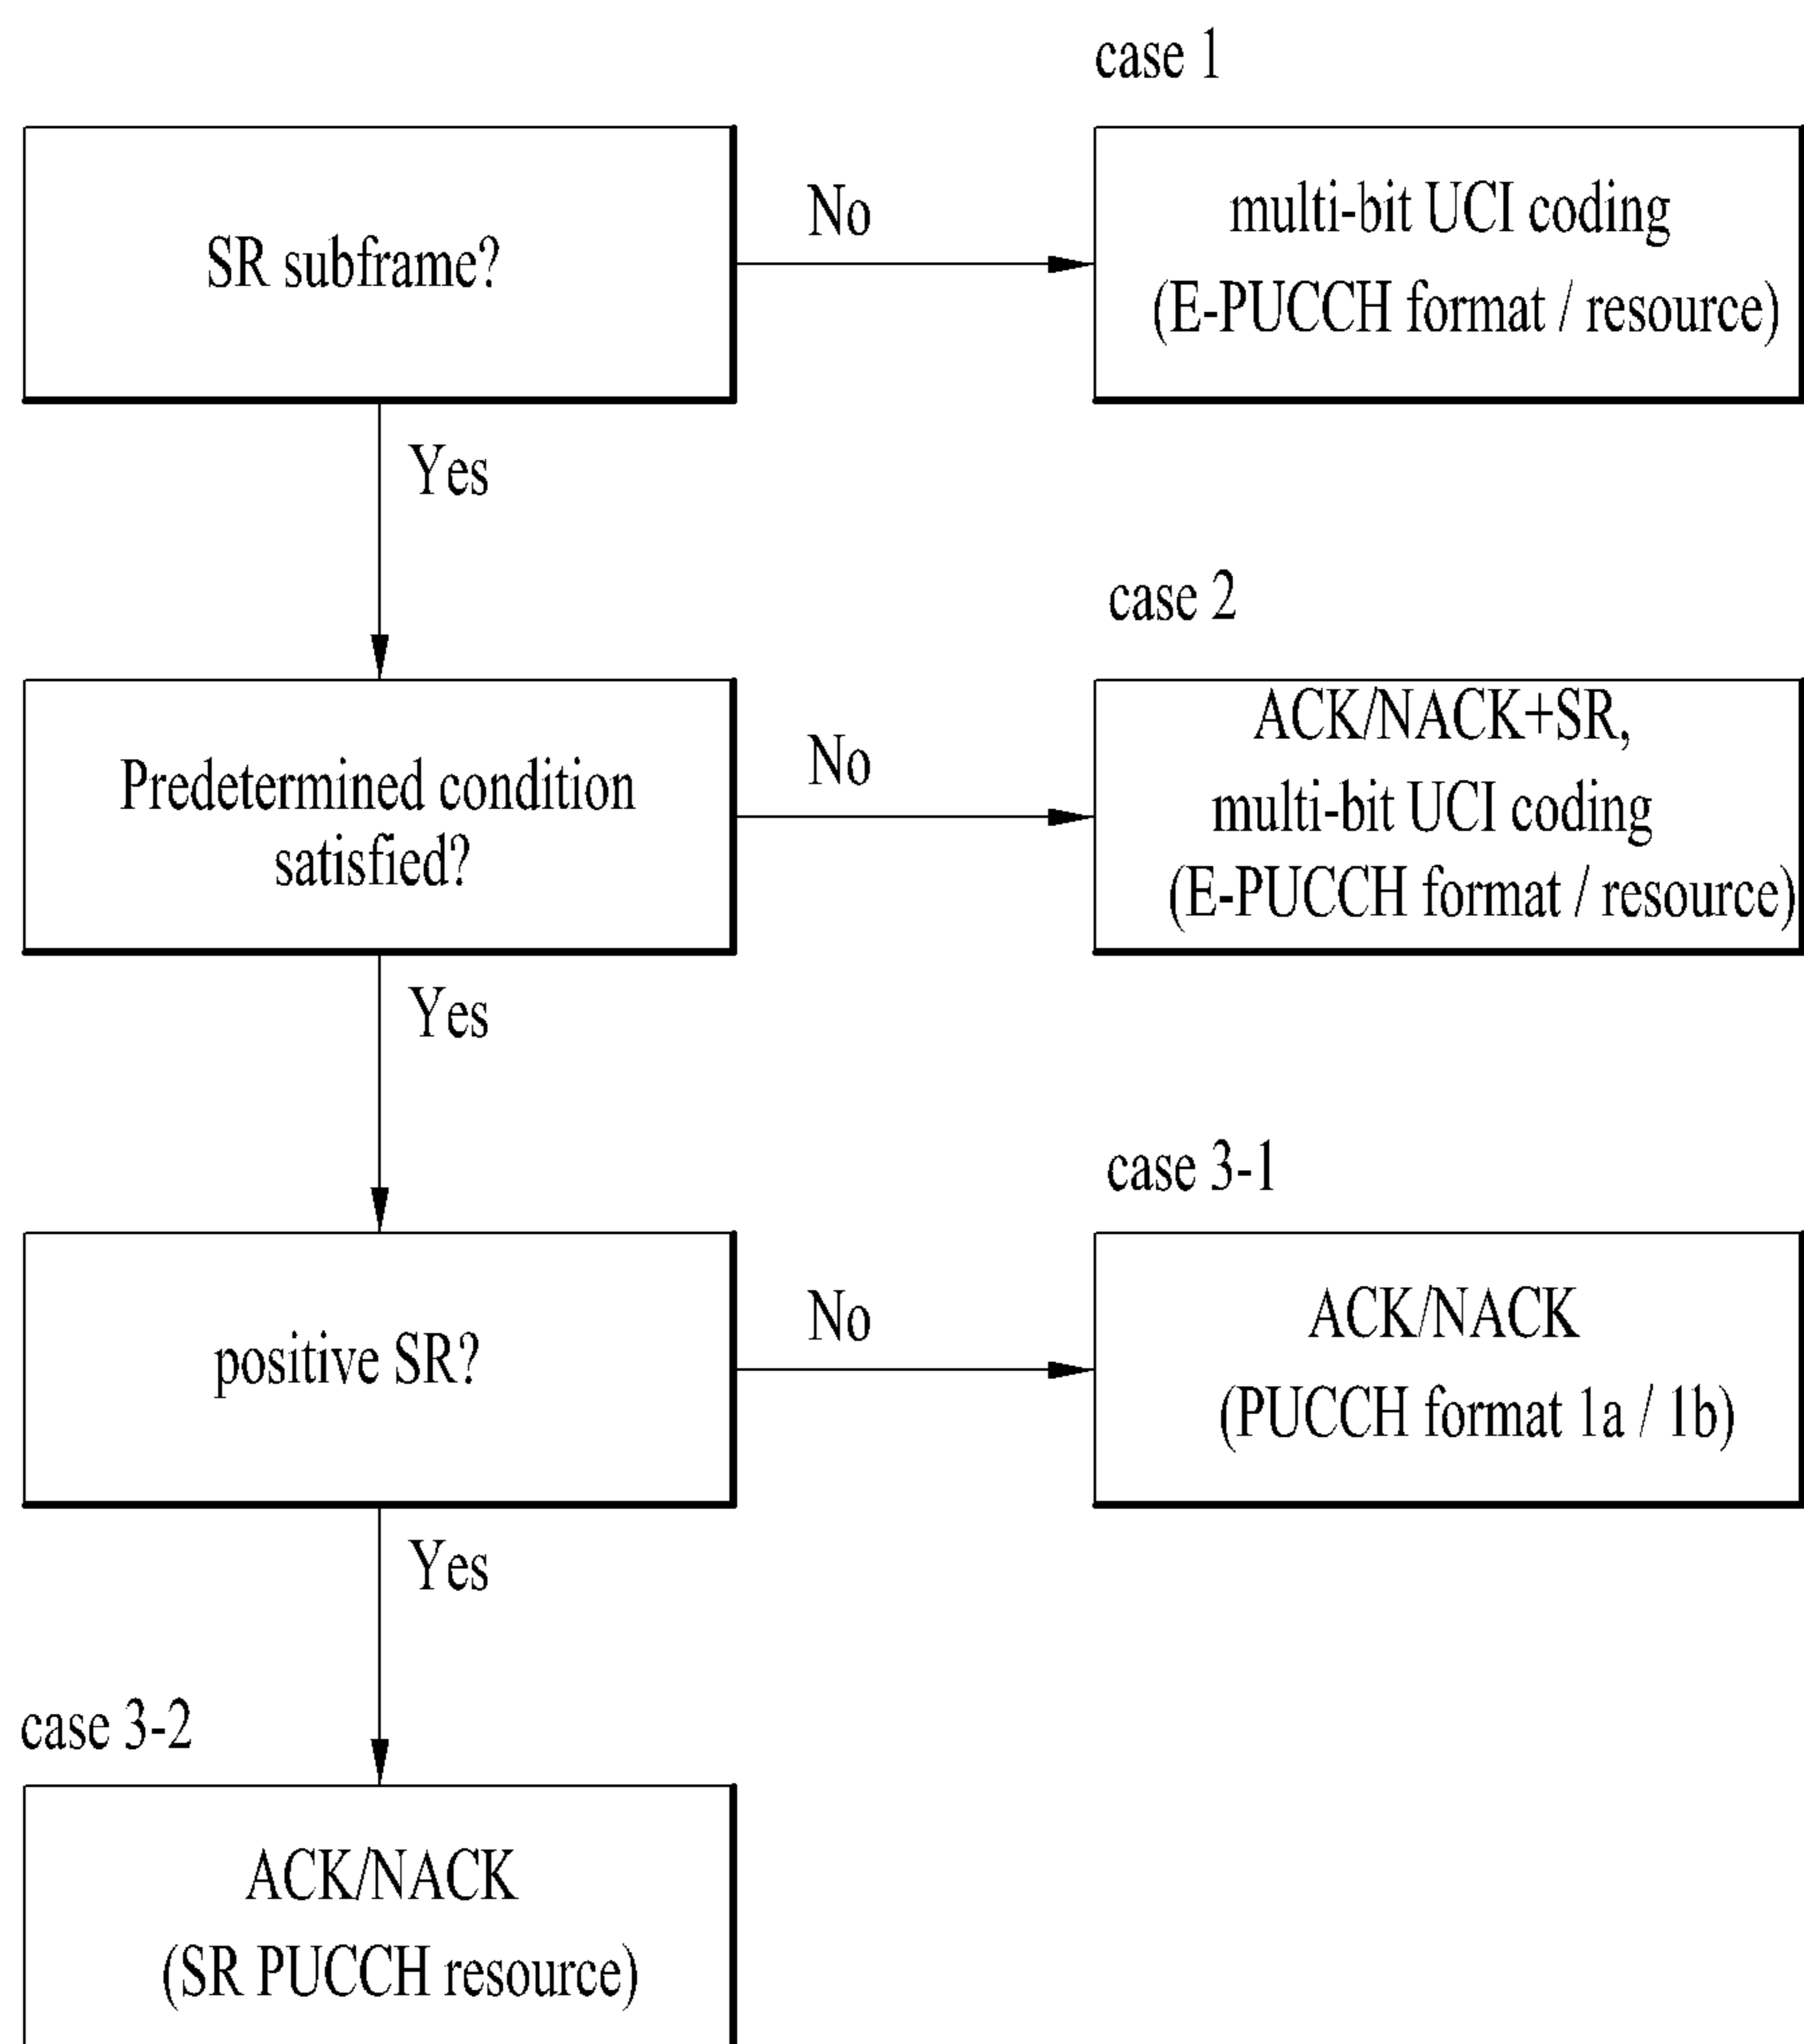 case 1
SR subframe?
No
multi-bit UCI coding
(E-PUCCH format / resource)
Yes
case 2
Predetermined condition
satisfied?
No
ACK/NACK+SR,
multi-bit UCI coding
(E-PUCCH format / resource)
Yes
case 3-1
positive SR?
No
ACK/NACK
(PUCCH format 1a / 1b)
Yes
case 3-2
ACK/NACK
(SR PUCCH resource)